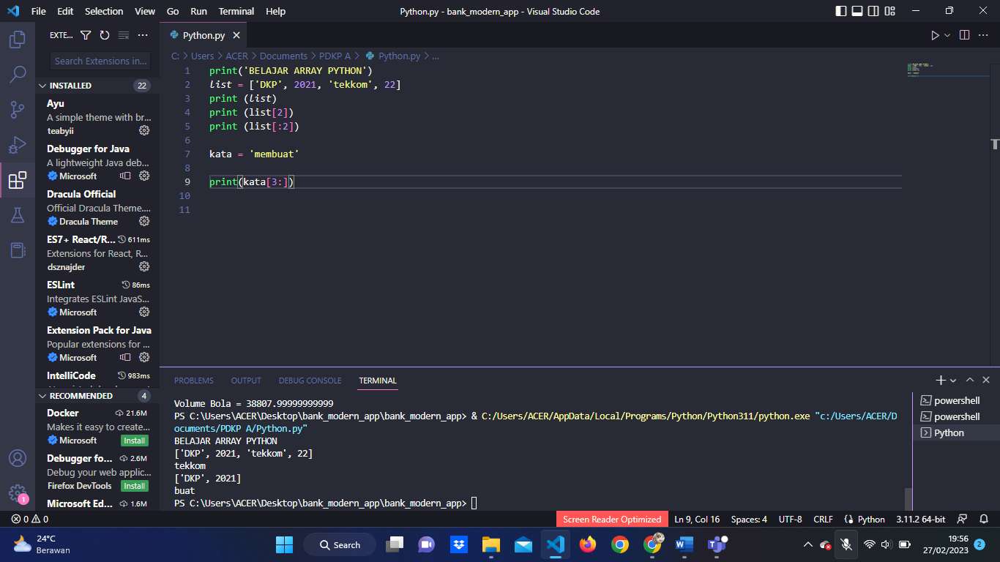 File Edit Selection View Go Run Terminal Help
Python.py - bank_modern_app - Visual Studio Code
EXTE...
Search Extensions in...
INSTALLED 22
Ayu
A simple theme with br...
teabyii
Debugger for Java
A lightweight Java deb...
Microsoft
Dracula Official
Official Dracula Theme....
Dracula Theme
ES7+ React/R... 611ms
Extensions for React, R...
dsznajder
ESLint 86ms
Integrates ESLint JavaS...
Microsoft
Extension Pack for Java
Popular extensions for ...
Microsoft
IntelliCode 983ms
RECOMMENDED 4
Docker 21.6M
Makes it easy to create...
Microsoft Install
Debugger fo... 2.6M
Debug your web applic...
Firefox DevTools Install
Microsoft Ed... 1.6M
Python.py
C: > Users > ACER > Documents > PDKP A > Python.py > ...
1 print('BELAJAR ARRAY PYTHON')
2 list = ['DKP', 2021, 'tekkom', 22]
3 print (list)
4 print (list[2])
5 print (list[:2])
6
7 kata = 'membuat'
8
9 print(kata[3:])
10
11
PROBLEMS OUTPUT DEBUG CONSOLE TERMINAL
Volume Bola = 38807.99999999999
PS C:\Users\ACER\Desktop\bank_modern_app\bank_modern_app> & C:/Users/ACER/AppData/Local/Programs/Python/Python311/python.exe "c:/Users/ACER/D
ocuments/PDKP A/Python.py"
BELAJAR ARRAY PYTHON
['DKP', 2021, 'tekkom', 22]
tekkom
['DKP', 2021]
buat
PS C:\Users\ACER\Desktop\bank_modern_app\bank_modern_app>
powershell
powershell
Python
1
0 0
Screen Reader Optimized Ln 9, Col 16 Spaces: 4 UTF-8 CRLF Python 3.11.2 64-bit
24°C
Berawan
Search
19:56
27/02/2023
2